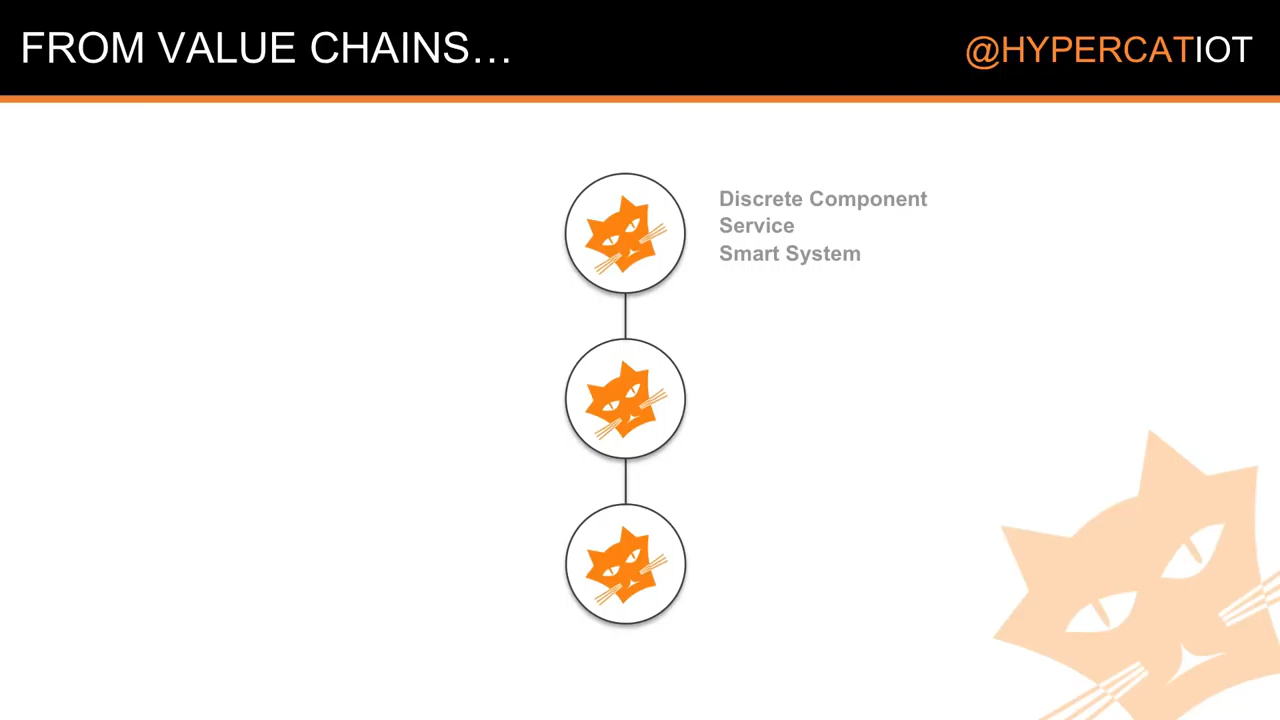 FROM VALUE CHAINS…
@HYPERCATIOT
Discrete Component
Service
Smart System